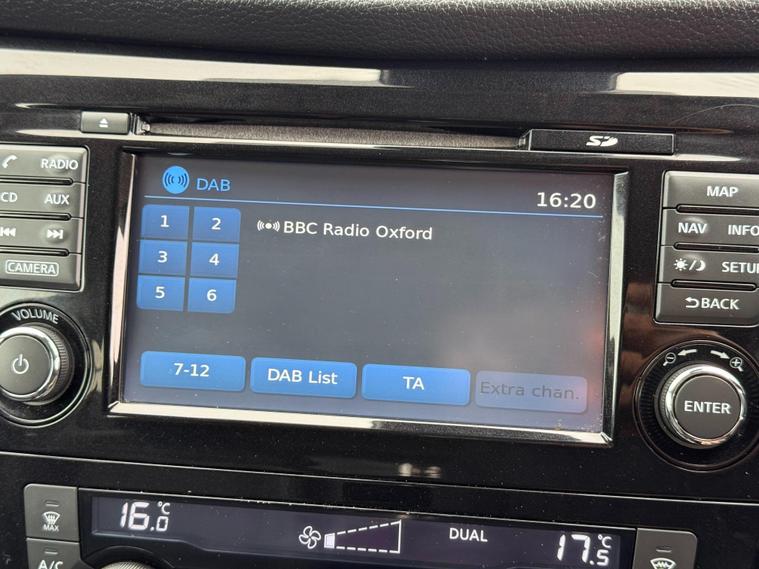 SD
RADIO
CD AUX
CAMERA
VOLUME
DAB
16:20
1 2
3 4
5 6
BBC Radio Oxford
7-12
DAB List
TA
Extra chan.
MAP
NAV INFO
SETU
BACK
ENTER
MAX
A/C
16.0 °C
DUAL
17.5 °C